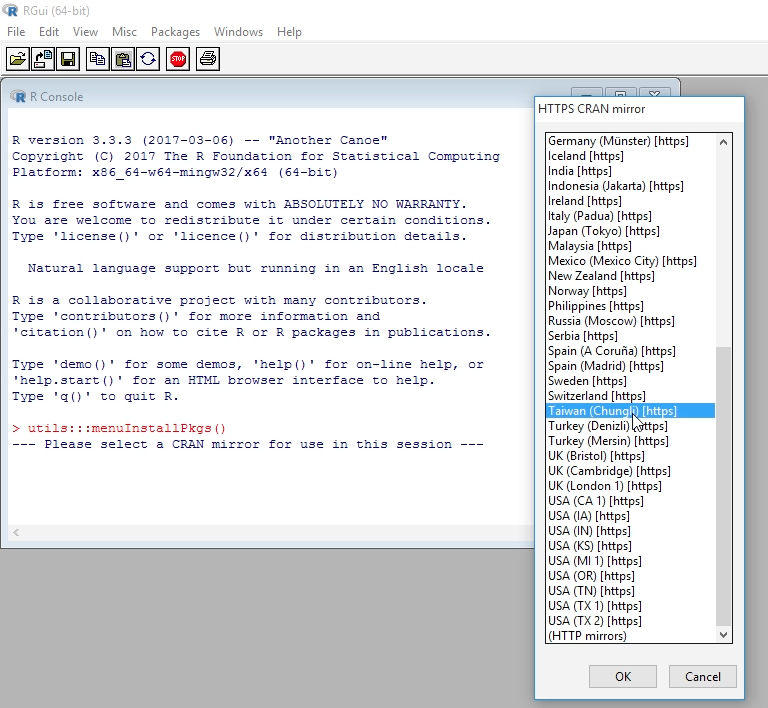 RGui (64-bit)
File Edit View Misc Packages Windows Help
STOP
R Console
R version 3.3.3 (2017-03-06) -- "Another Canoe"
Copyright (C) 2017 The R Foundation for Statistical Computing
Platform: x86_64-w64-mingw32/x64 (64-bit)
R is free software and comes with ABSOLUTELY NO WARRANTY.
You are welcome to redistribute it under certain conditions.
Type 'license()' or 'licence()' for distribution details.
Natural language support but running in an English locale
R is a collaborative project with many contributors.
Type 'contributors()' for more information and
'citation()' on how to cite R or R packages in publications.
Type 'demo()' for some demos, 'help()' for on-line help, or
'help.start()' for an HTML browser interface to help.
Type 'q()' to quit R.
> utils:::menuInstallPkgs()
--- Please select a CRAN mirror for use in this session ---
HTTPS CRAN mirror
Germany (Münster) [https]
Iceland [https]
India [https]
Indonesia (Jakarta) [https]
Ireland [https]
Italy (Padua) [https]
Japan (Tokyo) [https]
Malaysia [https]
Mexico (Mexico City) [https]
New Zealand [https]
Norway [https]
Philippines [https]
Russia (Moscow) [https]
Serbia [https]
Spain (A Coruña) [https]
Spain (Madrid) [https]
Sweden [https]
Switzerland [https]
Taiwan (Chungli) [https]
Turkey (Denizli) [https]
Turkey (Mersin) [https]
UK (Bristol) [https]
UK (Cambridge) [https]
UK (London 1) [https]
USA (CA 1) [https]
USA (IA) [https]
USA (IN) [https]
USA (KS) [https]
USA (MI 1) [https]
USA (OR) [https]
USA (TN) [https]
USA (TX 1) [https]
USA (TX 2) [https]
(HTTP mirrors)
OK Cancel